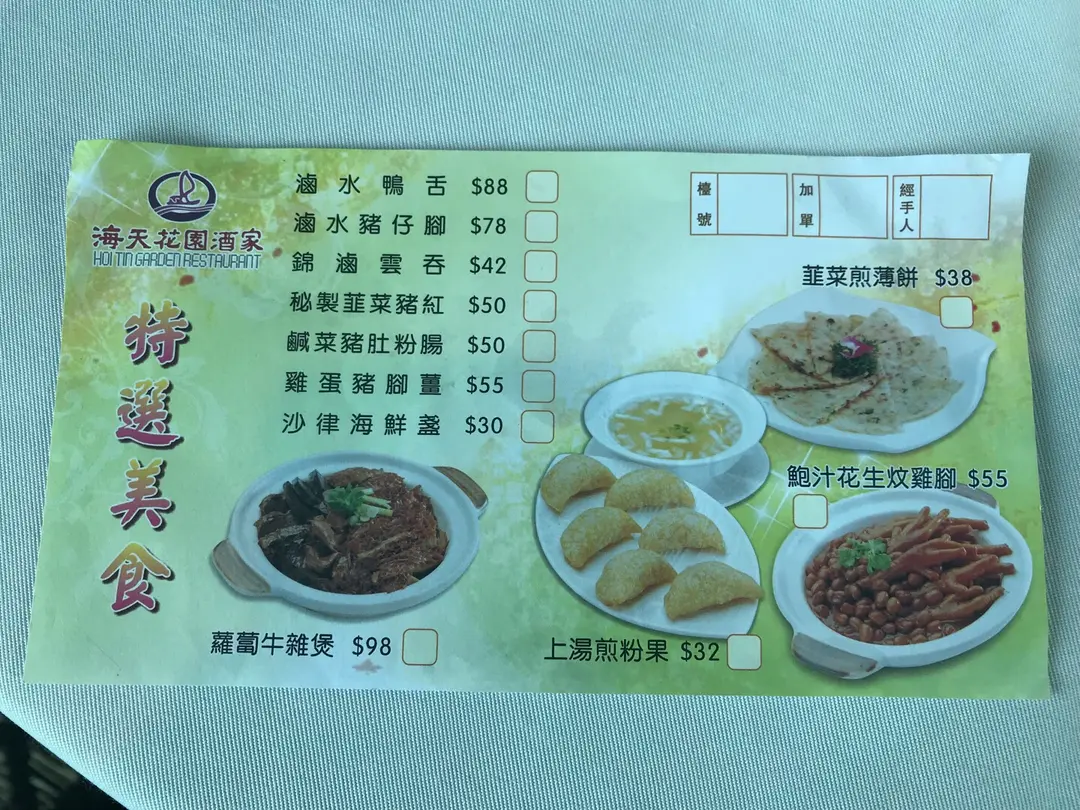 海天花園酒家
HOI TIN GARDEN RESTAURANT
特選美食
滷水鴨舌 $88
滷水豬仔腳 $78
錦滷雲吞 $42
秘製韮菜豬紅 $50
鹹菜豬肚粉腸 $50
雞蛋豬腳薑 $55
沙律海鮮盞 $30
檯號
加單
經手人
韮菜煎薄餅 $38
鮑汁花生炆雞腳 $55
蘿蔔牛雜煲 $98
上湯煎粉果 $32